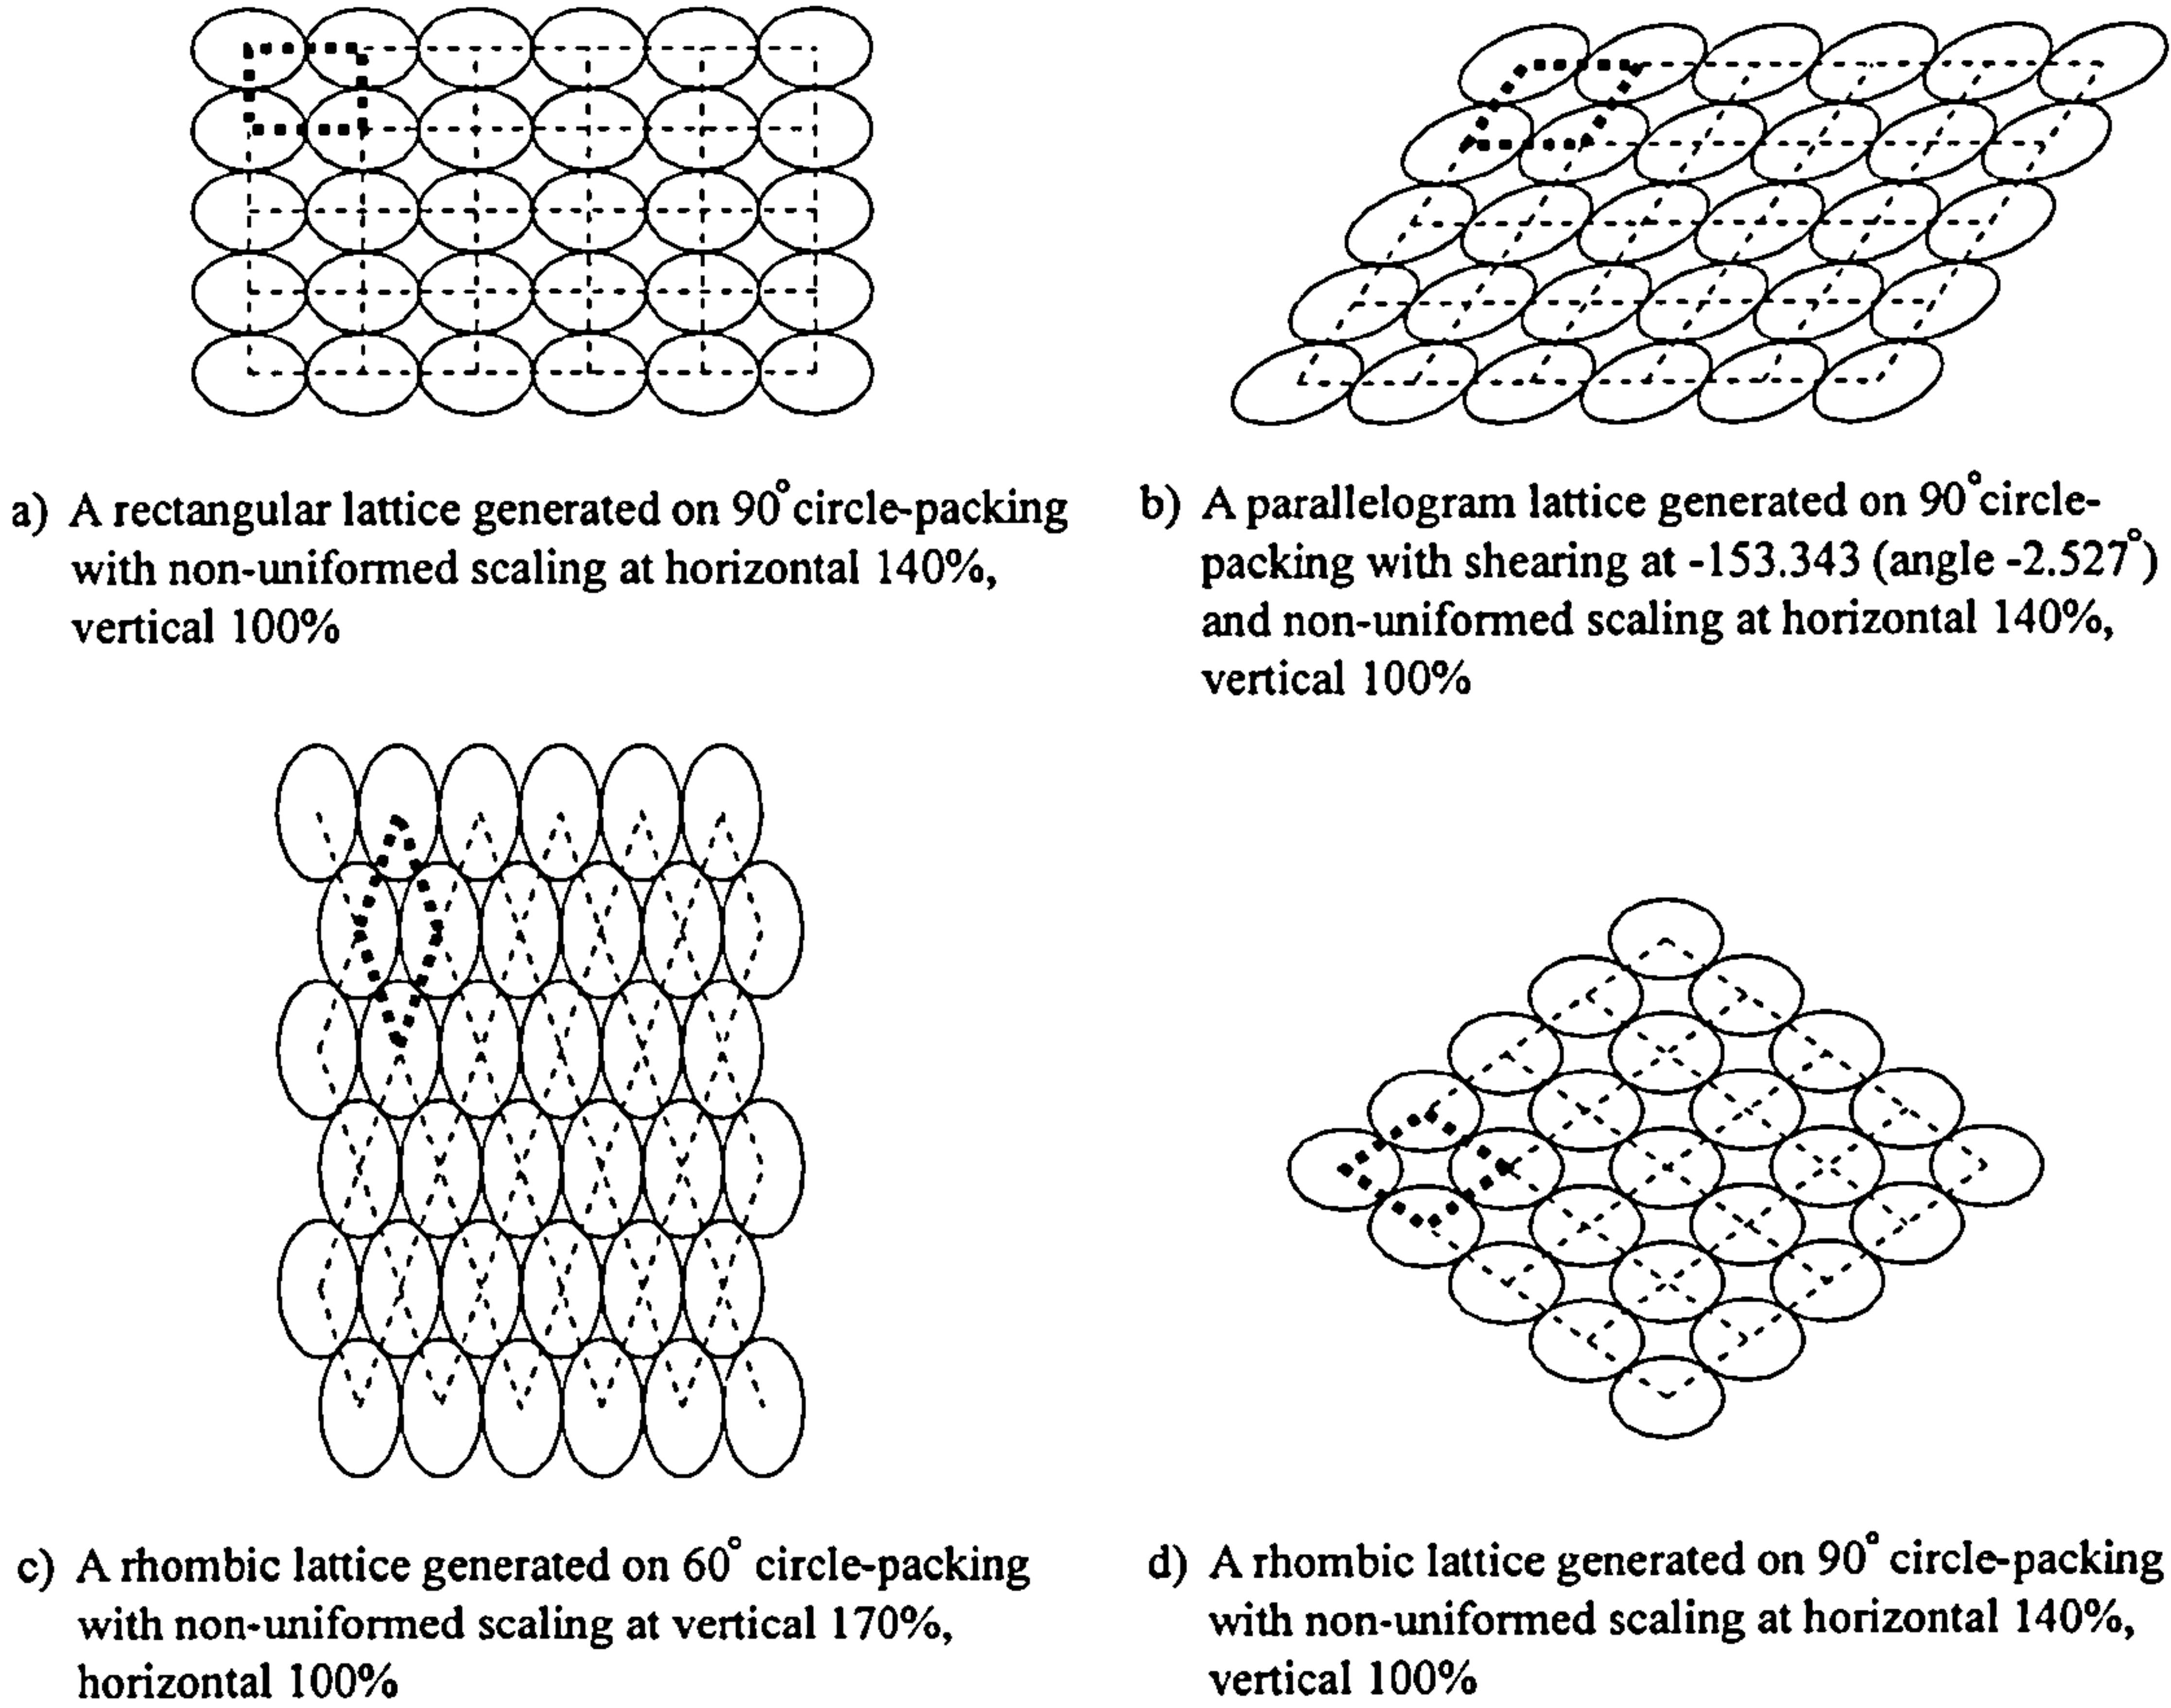 a) A rectangular lattice generated on 90° circle-packing
with non-uniformed scaling at horizontal 140%,
vertical 100%
b) A parallelogram lattice generated on 90° circle-
packing with shearing at -153.343 (angle -2.527°)
and non-uniformed scaling at horizontal 140%,
vertical 100%
c) A rhombic lattice generated on 60° circle-packing
with non-uniformed scaling at vertical 170%,
horizontal 100%
d) A rhombic lattice generated on 90° circle-packing
with non-uniformed scaling at horizontal 140%,
vertical 100%